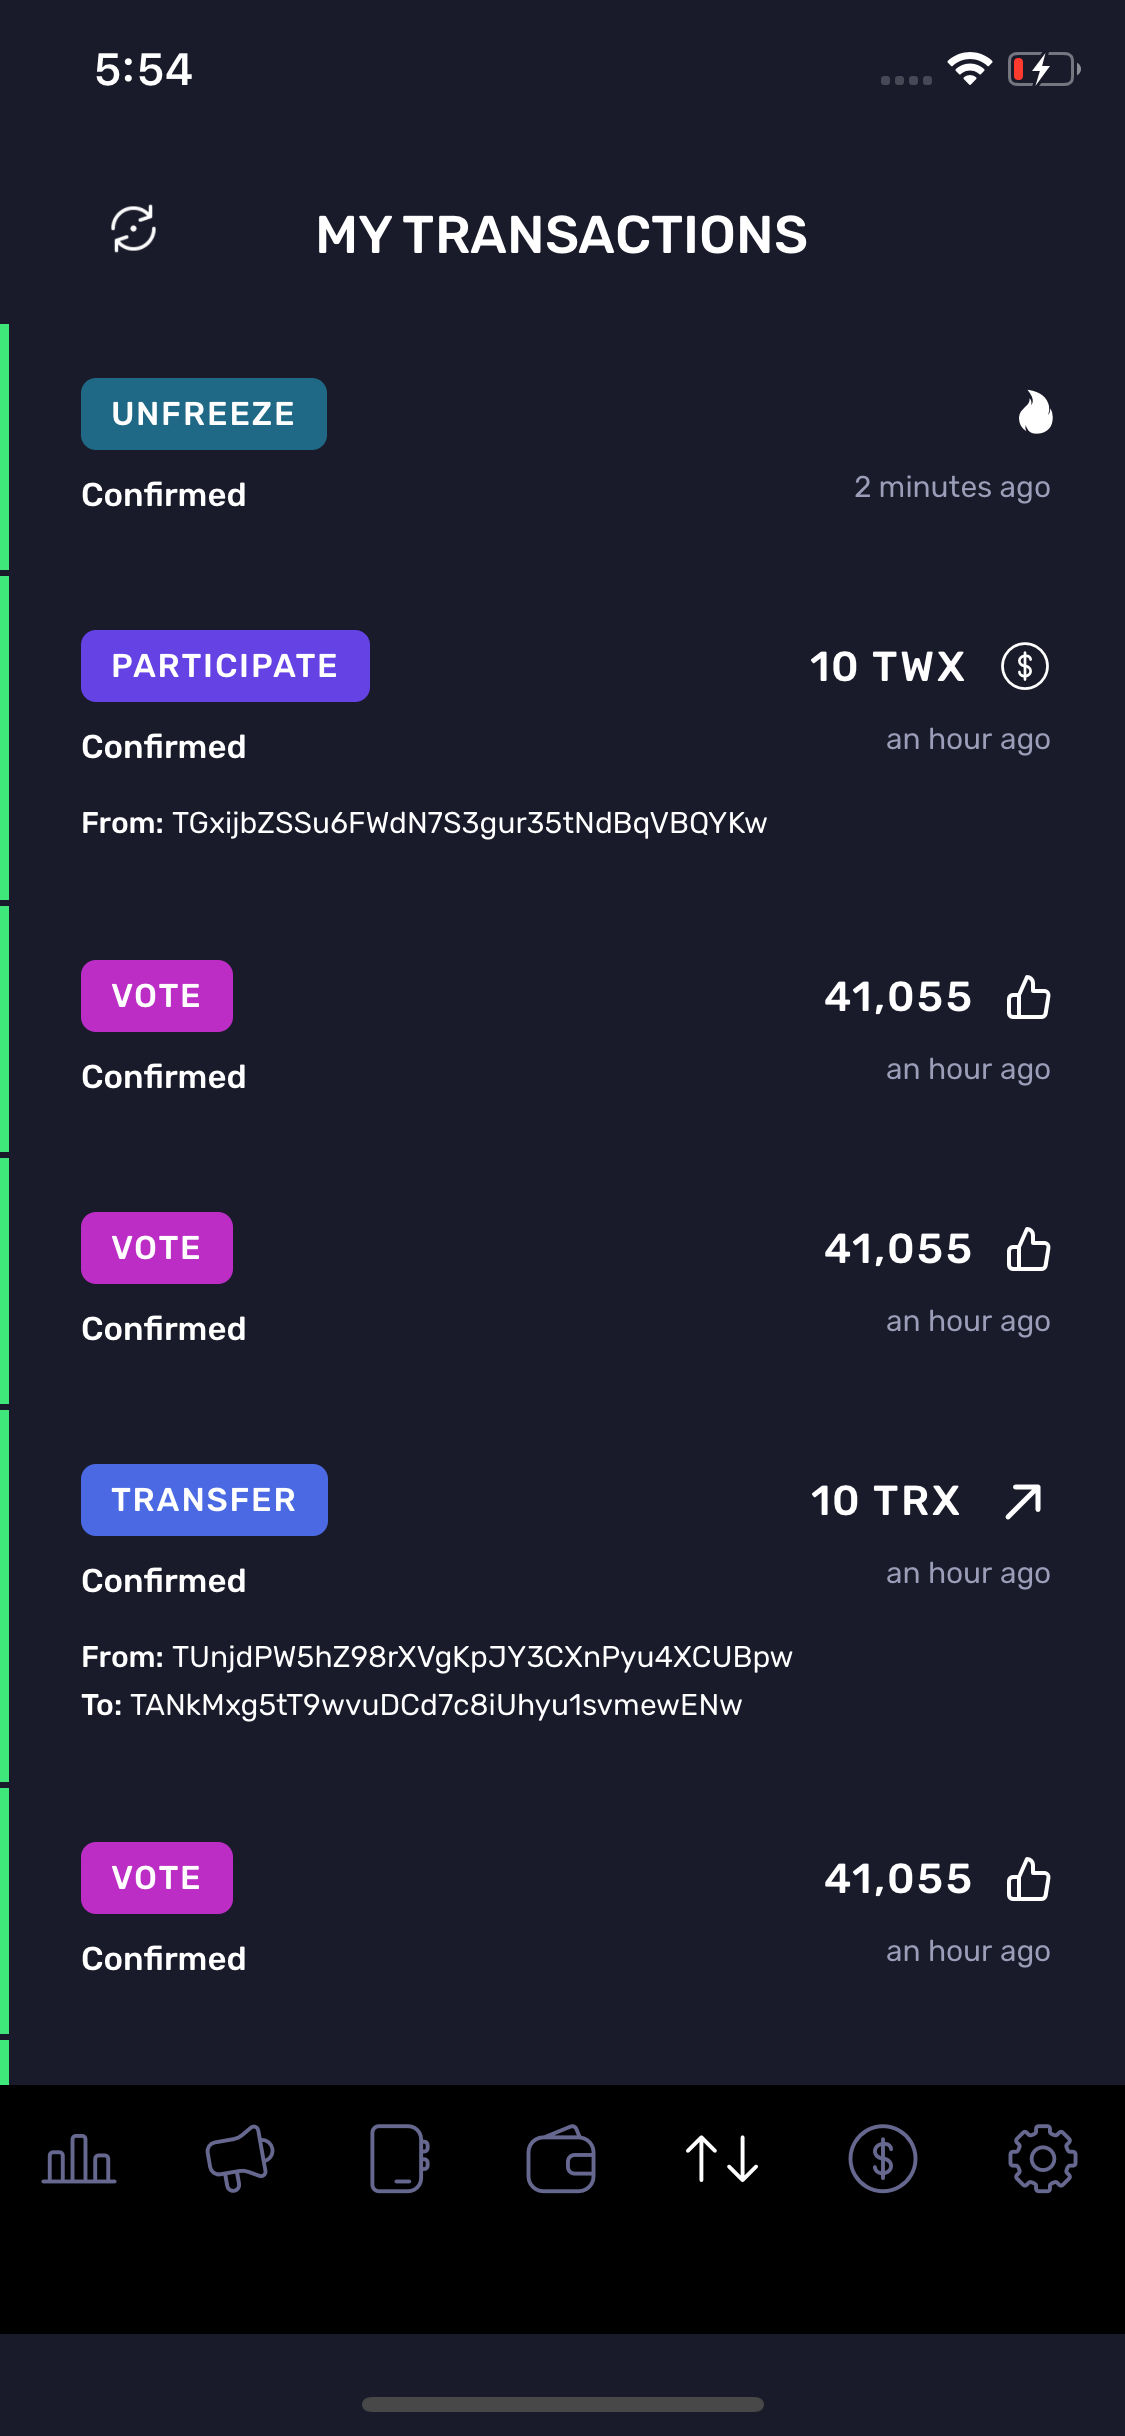 5:54
MY TRANSACTIONS
UNFREEZE
Confirmed
2 minutes ago
PARTICIPATE
10 TWX
Confirmed
an hour ago
From: TGxijbZSSu6FWdN7S3gur35tNdBqVBQYKw
VOTE
41,055
Confirmed
an hour ago
VOTE
41,055
Confirmed
an hour ago
TRANSFER
10 TRX
Confirmed
an hour ago
From: TUnjdPW5hZ98rXVgKpJY3CXnPyu4XCUBpw
To: TANkMxg5tT9wvuDCd7c8iUhyu1svmewENw
VOTE
41,055
Confirmed
an hour ago